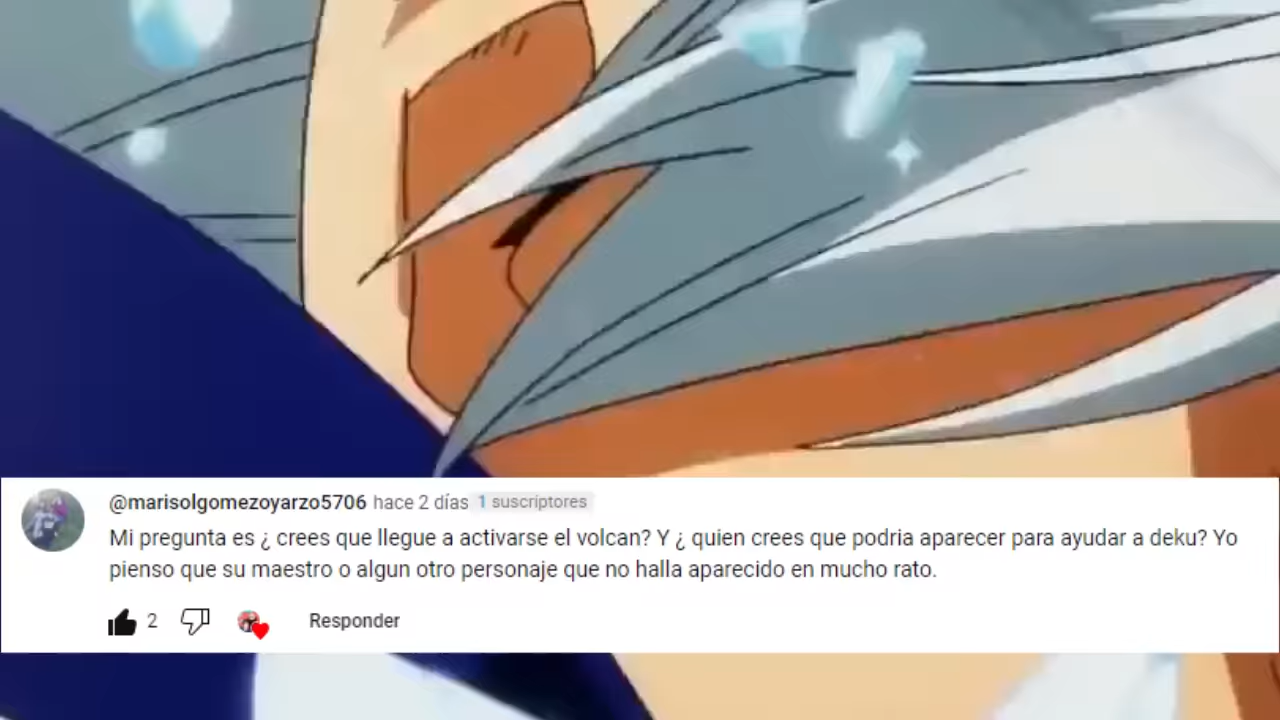 @marisolgomezoyarzo5706 hace 2 días 1 suscriptores
Mi pregunta es ¿ crees que llegue a activarse el volcan? Y ¿ quien crees que podria aparecer para ayudar a deku? Yo
pienso que su maestro o algun otro personaje que no halla aparecido en mucho rato.
2 Responder